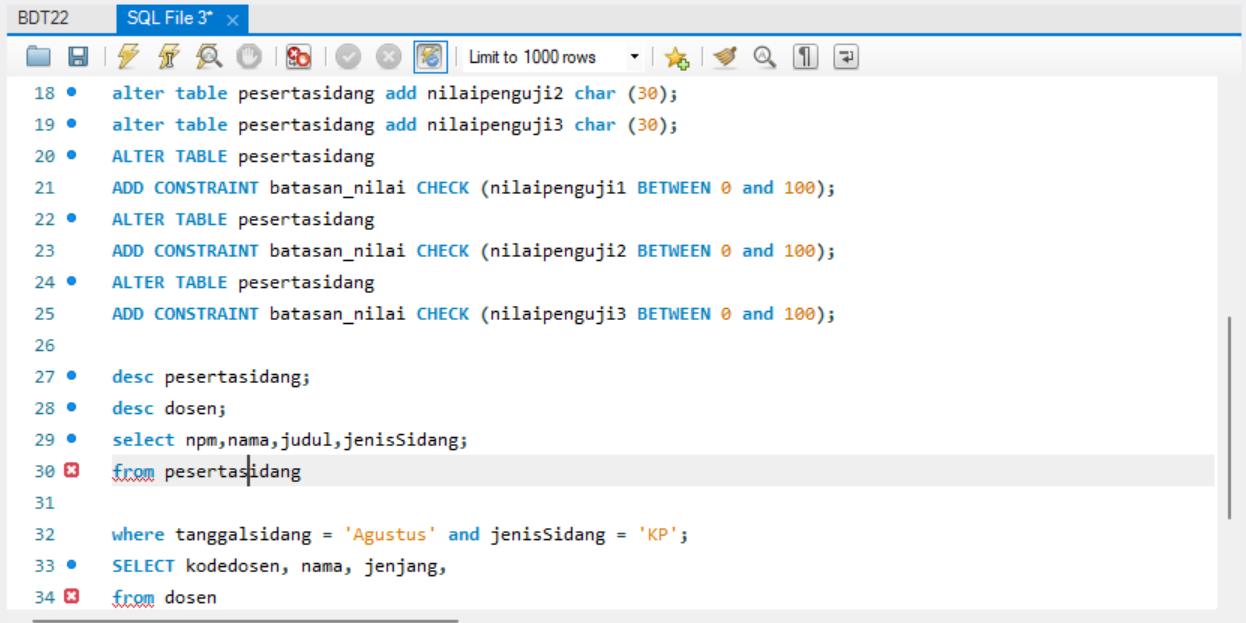 BDT22
SQL File 3*
Limit to 1000 rows
18 alter table pesertasidang add nilaipenguji2 char (30);
19 alter table pesertasidang add nilaipenguji3 char (30);
20 ALTER TABLE pesertasidang
21 ADD CONSTRAINT batasan_nilai CHECK (nilaipenguji1 BETWEEN 0 and 100);
22 ALTER TABLE pesertasidang
23 ADD CONSTRAINT batasan_nilai CHECK (nilaipenguji2 BETWEEN 0 and 100);
24 ALTER TABLE pesertasidang
25 ADD CONSTRAINT batasan_nilai CHECK (nilaipenguji3 BETWEEN 0 and 100);
26
27 desc pesertasidang;
28 desc dosen;
29 select npm,nama,judul,jenisSidang;
30 from pesertasidang
31
32 where tanggalsidang = 'Agustus' and jenisSidang = 'KP';
33 SELECT kodedosen, nama, jenjang,
34 from dosen